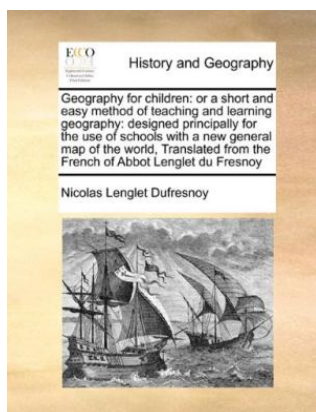 ECCO
History and Geography
Geography for children: or a short and
easy method of teaching and learning
geography: designed principally for
the use of schools with a new general
map of the world, Translated from the
French of Abbot Lenglet du Fresnoy
Nicolas Lenglet Dufresnoy